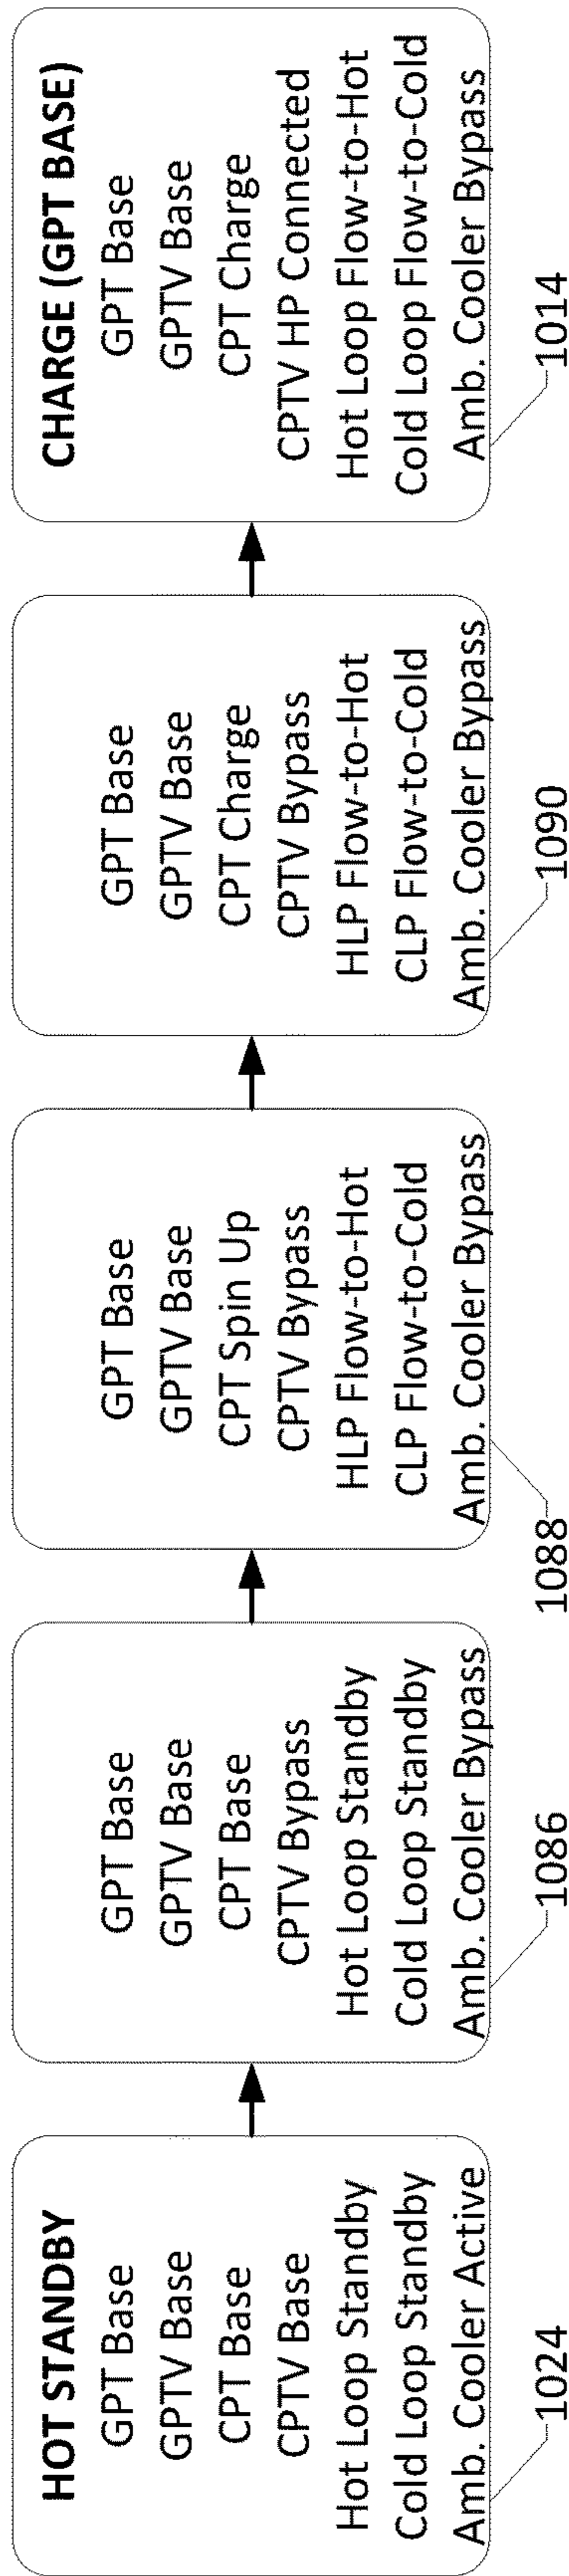 HOT STANDBY
GPT Base
GPTV Base
CPT Base
CPTV Base
Hot Loop Standby
Cold Loop Standby
Amb. Cooler Active
1024
GPT Base
GPTV Base
CPT Base
CPTV Bypass
Hot Loop Standby
Cold Loop Standby
Amb. Cooler Bypass
1086
GPT Base
GPTV Base
CPT Spin Up
CPTV Bypass
HLP Flow-to-Hot
CLP Flow-to-Cold
Amb. Cooler Bypass
1088
GPT Base
GPTV Base
CPT Charge
CPTV Bypass
HLP Flow-to-Hot
CLP Flow-to-Cold
Amb. Cooler Bypass
1090
CHARGE (GPT BASE)
GPT Base
GPTV Base
CPT Charge
CPTV HP Connected
Hot Loop Flow-to-Hot
Cold Loop Flow-to-Cold
Amb. Cooler Bypass
1014